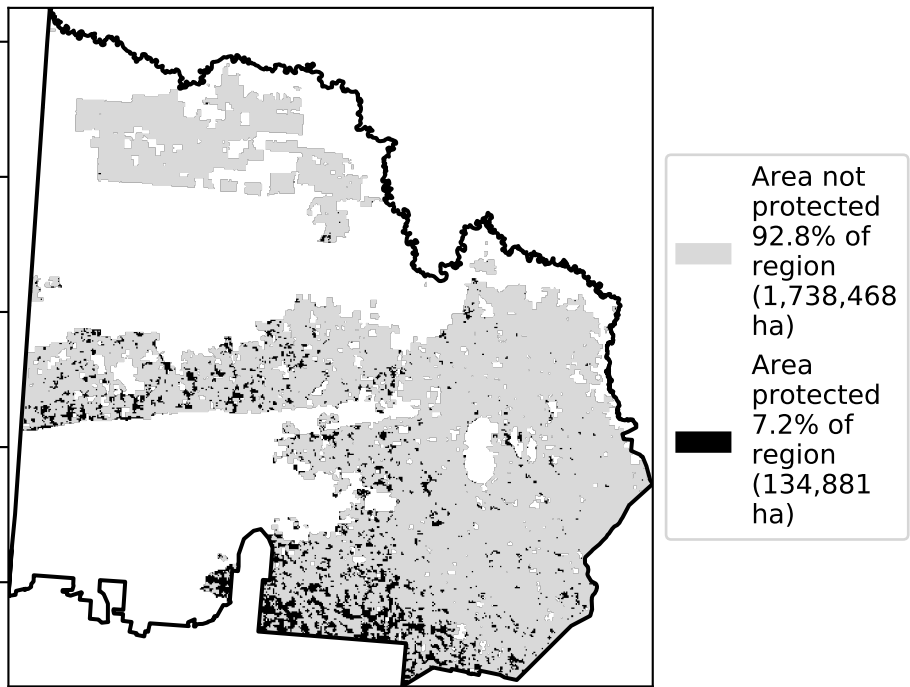 Area not
protected
92.8% of
region
(1,738,468
ha)
Area
protected
7.2% of
region
(134,881
ha)